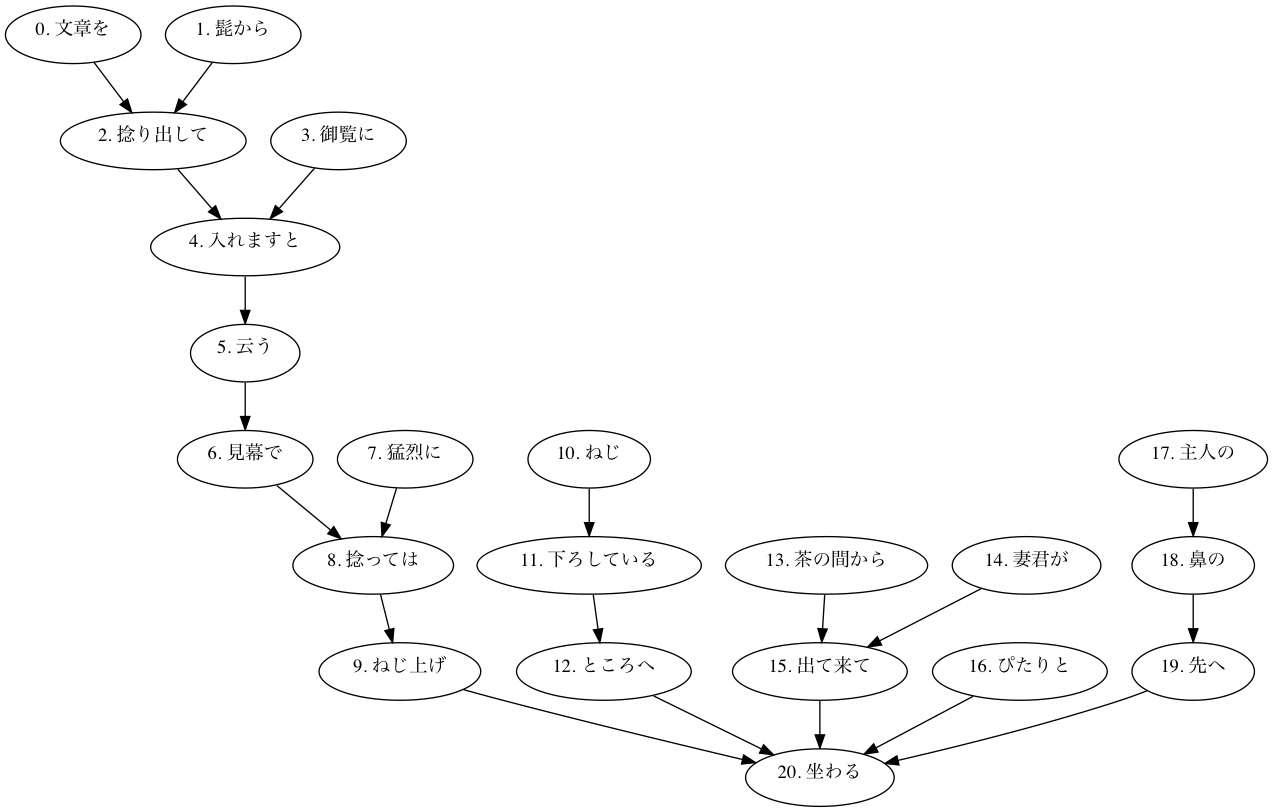 0. 文章を
1. 髭から
2. 捻り出して
3. 御覧に
4. 入れますと
5. 云う
6. 見幕で
7. 猛烈に
8. 捻っては
9. ねじ上げ
10. ねじ
11. 下ろしている
12. ところへ
13. 茶の間から
14. 妻君が
15. 出て来て
16. ぴたりと
17. 主人の
18. 鼻の
19. 先へ
20. 坐わる